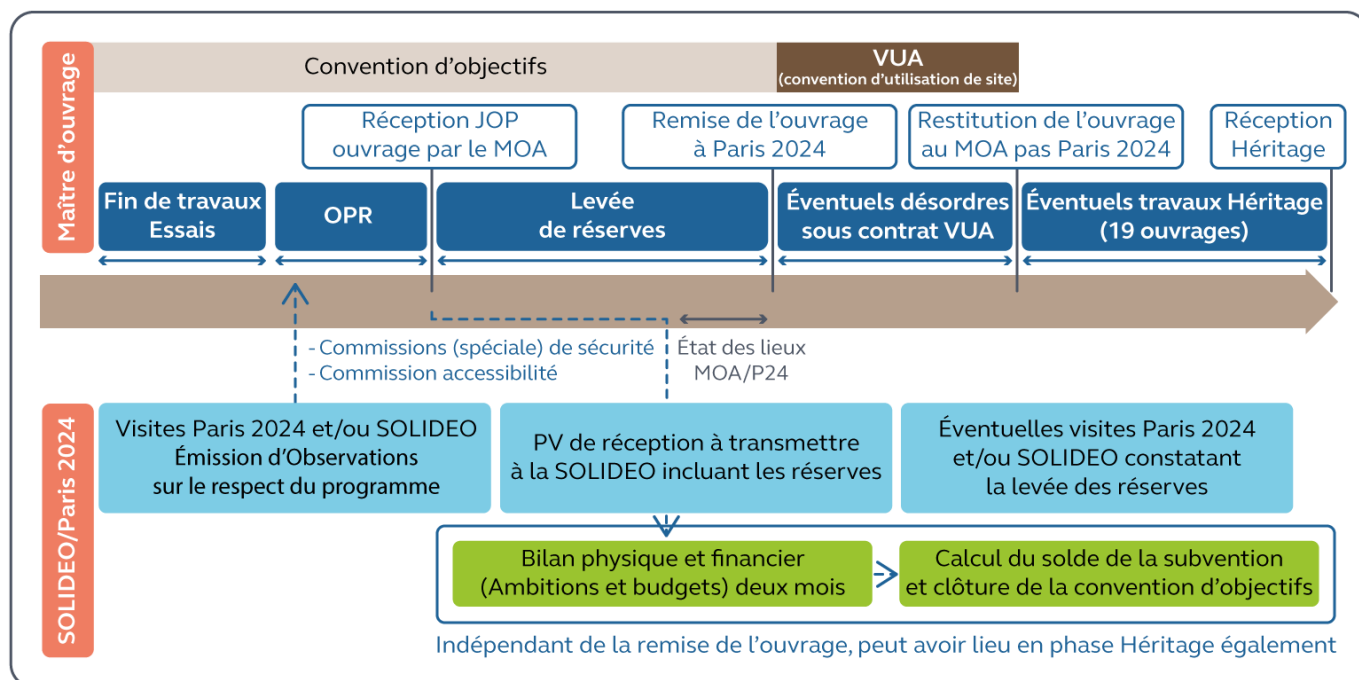 Maître d'ouvrage
Convention d'objectifs
VUA
(convention d'utilisation de site)
Réception JOP
ouvrage par le MOA
Remise de l'ouvrage
à Paris 2024
Restitution de l'ouvrage
au MOA pas Paris 2024
Réception
Héritage
Fin de travaux
Essais
OPR
Levée
de réserves
Éventuels désordres
sous contrat VUA
Éventuels travaux Héritage
(19 ouvrages)
- Commissions (spéciale) de sécurité
- Commission accessibilité
État des lieux
MOA/P24
SOLIDEO/Paris 2024
Visites Paris 2024 et/ou SOLIDEO
Émission d'Observations
sur le respect du programme
PV de réception à transmettre
à la SOLIDEO incluant les réserves
Éventuelles visites Paris 2024
et/ou SOLIDEO constatant
la levée des réserves
Bilan physique et financier
(Ambitions et budgets) deux mois
Calcul du solde de la subvention
et clôture de la convention d'objectifs
Indépendant de la remise de l'ouvrage, peut avoir lieu en phase Héritage également